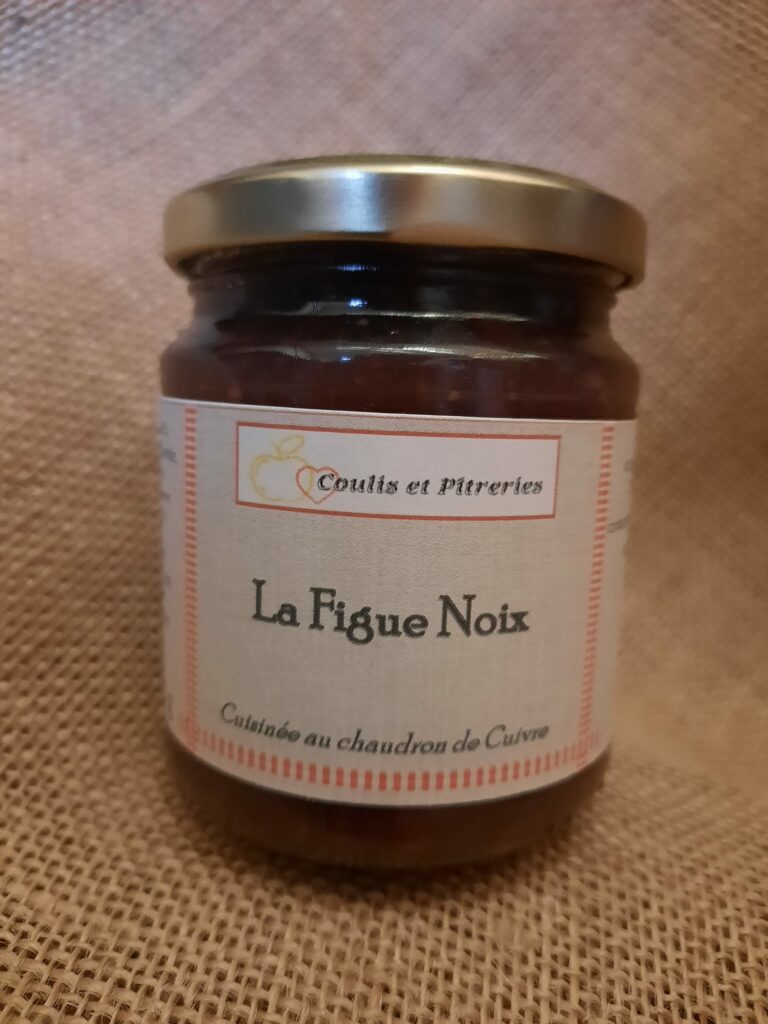 Coulis et Pitreries
La Figue Noix
Cuisinée au chaudron de Cuivre